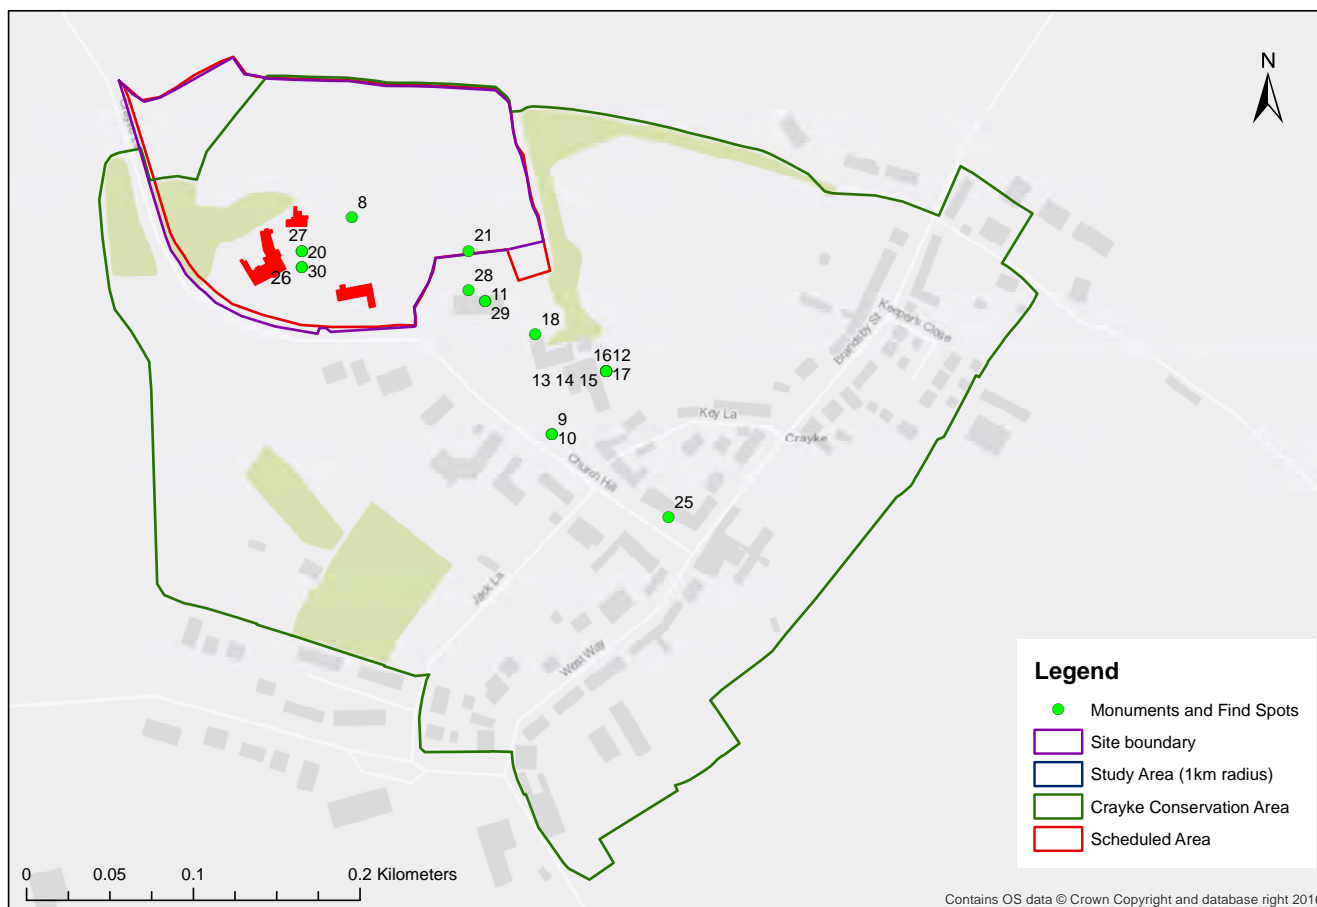 N
8
27
20
21
26
30
28
11
29
18
1612
13 14 15
17
9
10
Key La
Crayke
Brandsby St
Keeper's Close
Church Hill
25
Jack La
West Way
Legend
Monuments and Find Spots
Site boundary
Study Area (1km radius)
Crayke Conservation Area
Scheduled Area
0 0.05 0.1 0.2 Kilometers
Contains OS data © Crown Copyright and database right 2016